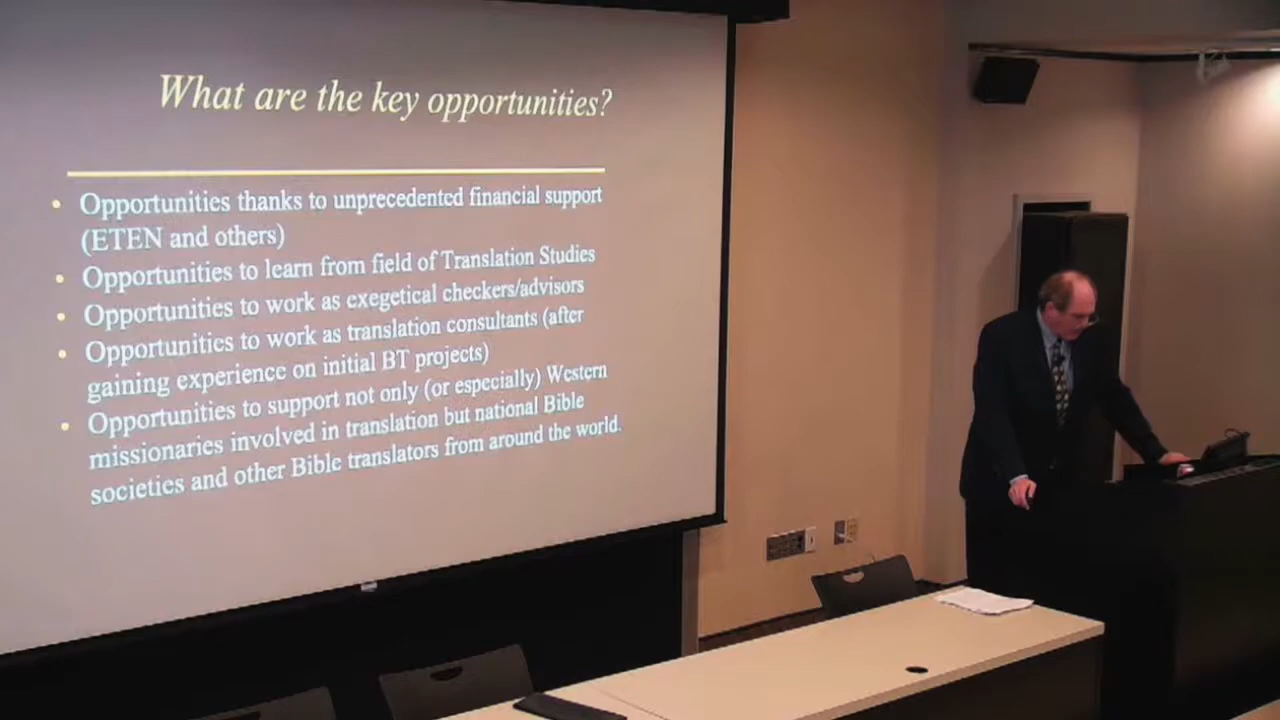 What are the key opportunities?
• Opportunities thanks to unprecedented financial support
(ETEN and others)
• Opportunities to learn from field of Translation Studies
• Opportunities to work as exegetical checkers/advisors
• Opportunities to work as translation consultants (after
gaining experience on initial BT projects)
• Opportunities to support not only (or especially) Western
missionaries involved in translation but national Bible
societies and other Bible translators from around the world.